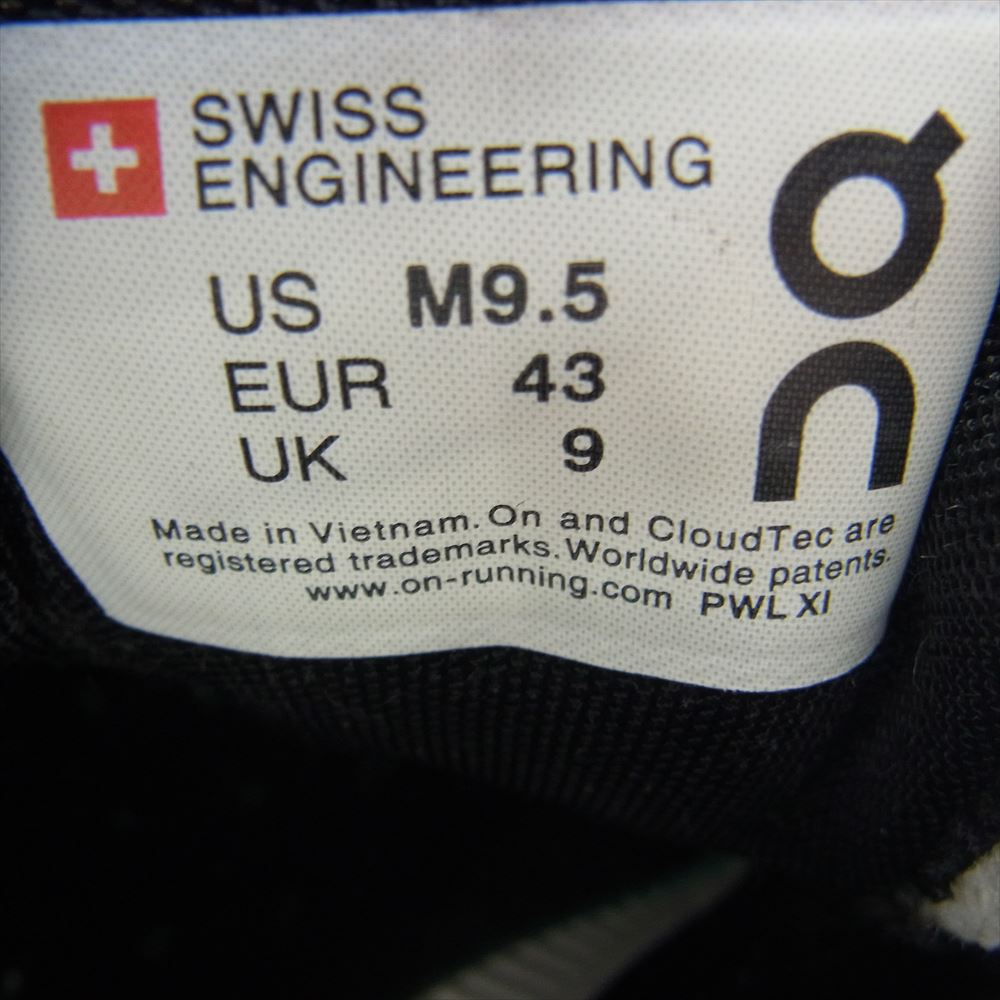 SWISS
ENGINEERING
US M9.5
EUR 43
UK 9
On
Made in Vietnam. On and CloudTec are
registered trademarks. Worldwide patents.
www.on-running.com PWL XI